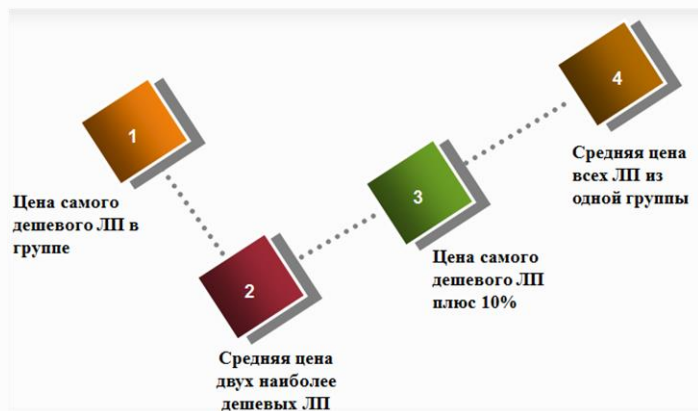 1
Цена самого
дешевого ЛП в
группе
2
Средняя цена
двух наиболее
дешевых ЛП
3
Цена самого
дешевого ЛП
плюс 10%
4
Средняя цена
всех ЛП из
одной группы